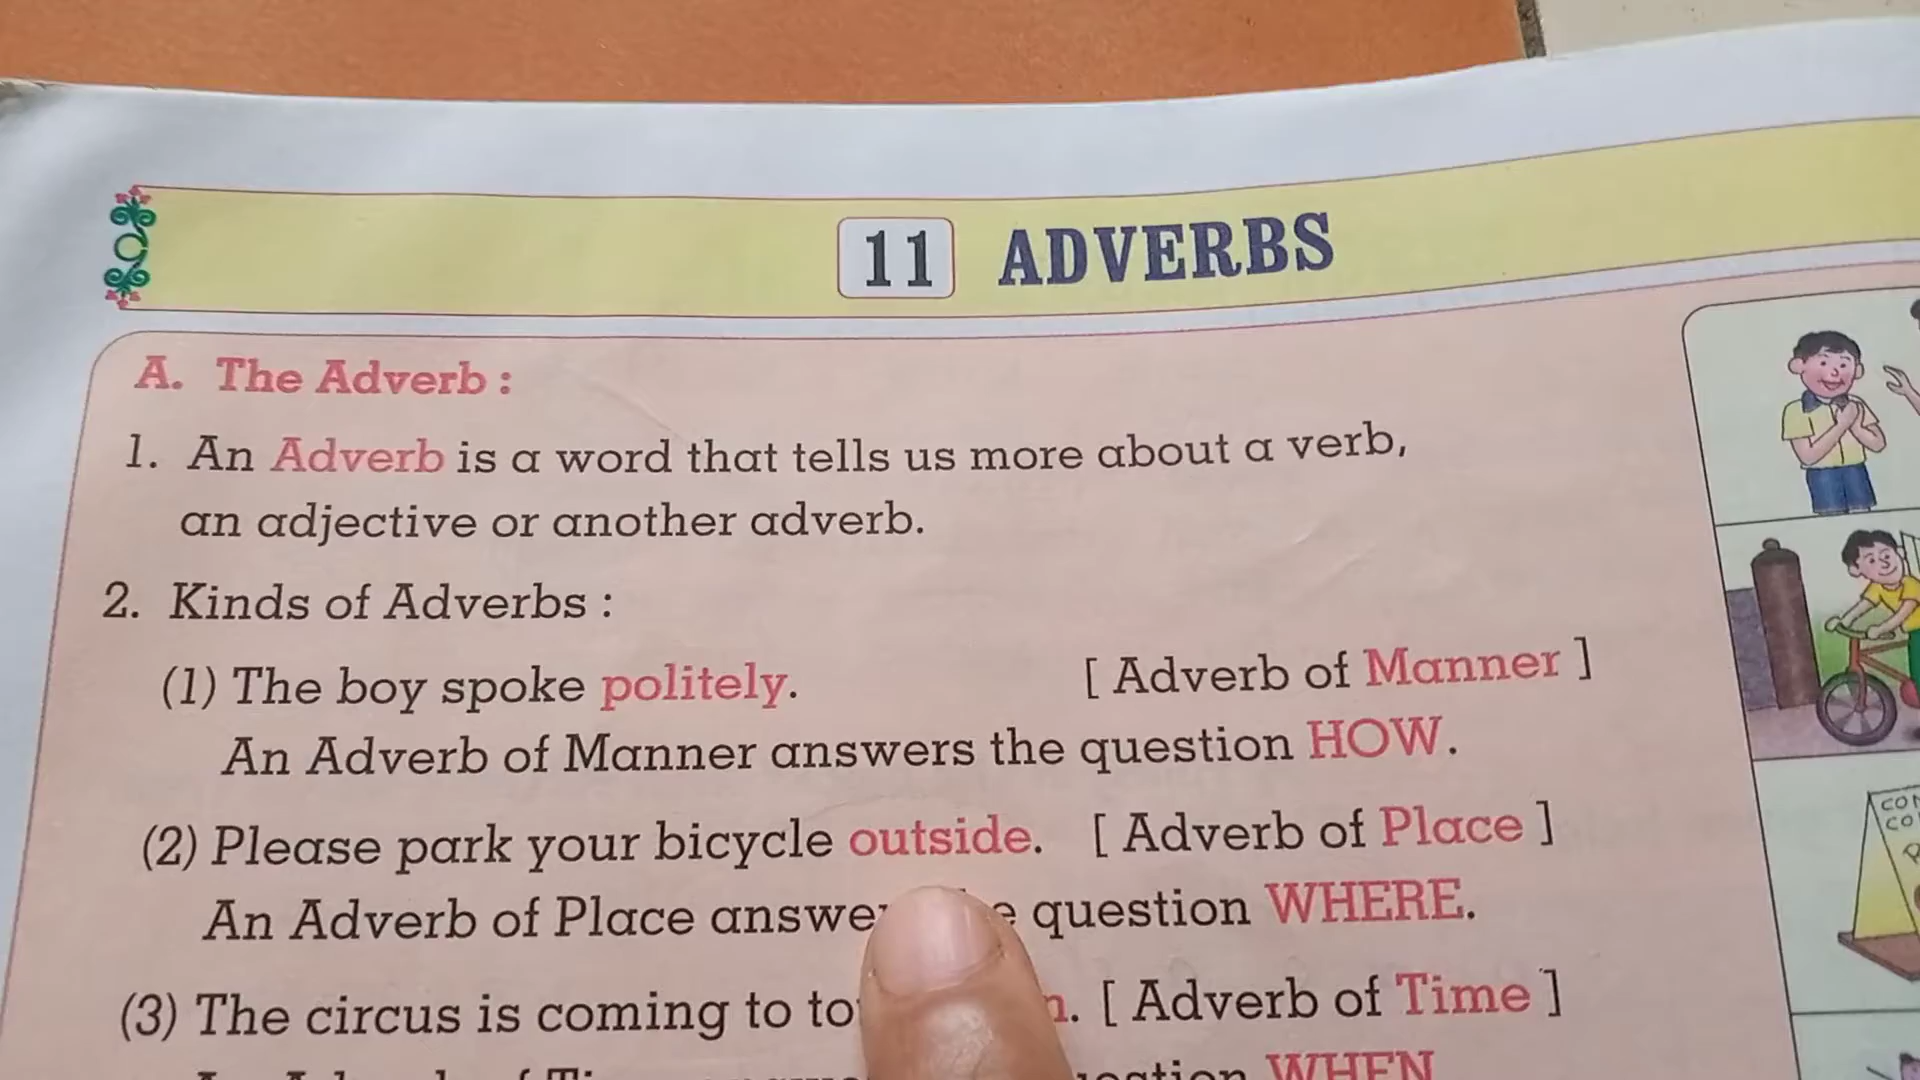 11 ADVERBS
A. The Adverb :
1. An Adverb is a word that tells us more about a verb,
an adjective or another adverb.
2. Kinds of Adverbs :
(1) The boy spoke politely. [ Adverb of Manner ]
An Adverb of Manner answers the question HOW.
(2) Please park your bicycle outside. [ Adverb of Place ]
An Adverb of Place question WHERE.
(3) The circus is coming to [ Adverb of Time ]
WHEN